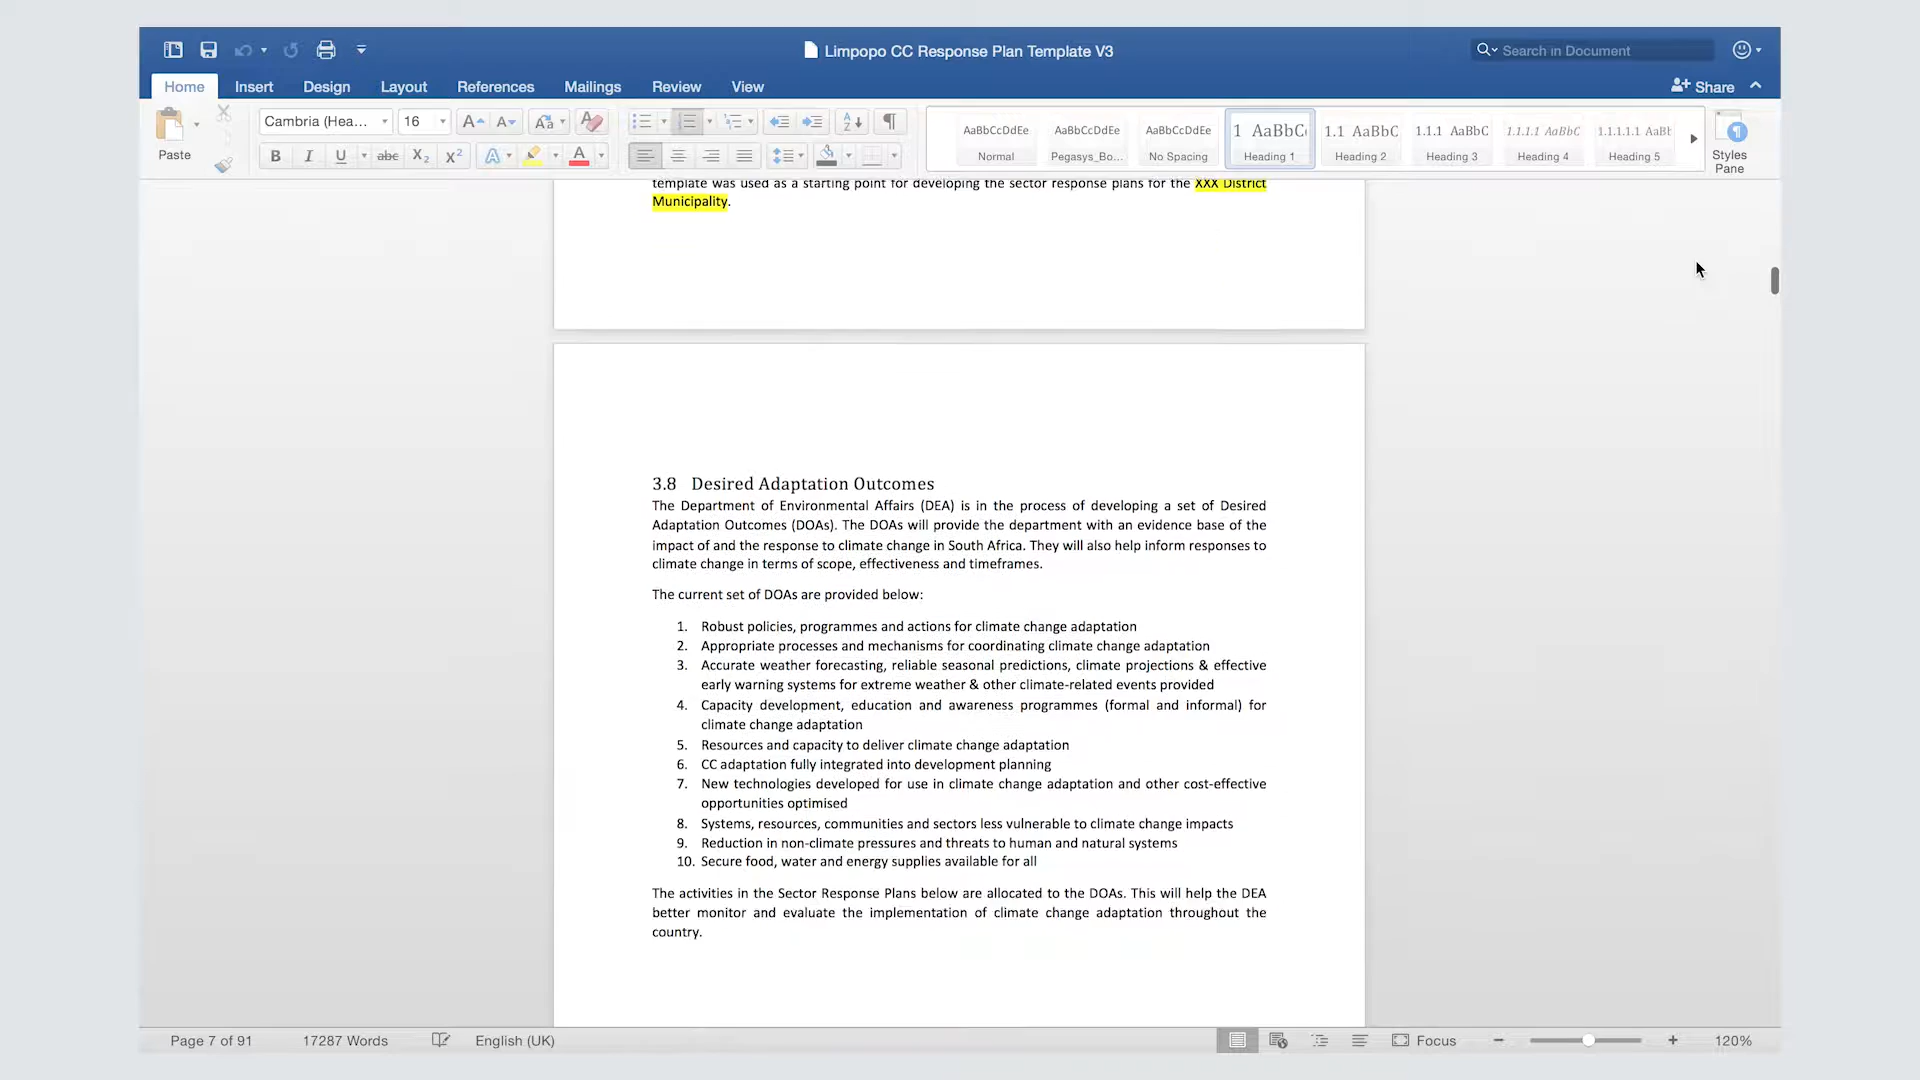 Limpopo CC Response Plan Template V3
Search in Document
Home Insert Design Layout References Mailings Review View Share
Paste
Cambria (Hea... 16
AaBbCcDdEe AaBbCcDdEe AaBbCcDdEe 1 AaBbC 1.1 AaBbC 1.1.1 AaBbC 1.1.1.1 AaBbC 1.1.1.1.1 AaBb
Normal Pegasys_Bo... No Spacing Heading 1 Heading 2 Heading 3 Heading 4 Heading 5
Styles
Pane
template was used as a starting point for developing the sector response plans for the XXX District
Municipality.
3.8 Desired Adaptation Outcomes
The Department of Environmental Affairs (DEA) is in the process of developing a set of Desired
Adaptation Outcomes (DOAs). The DOAs will provide the department with an evidence base of the
impact of and the response to climate change in South Africa. They will also help inform responses to
climate change in terms of scope, effectiveness and timeframes.
The current set of DOAs are provided below:
1. Robust policies, programmes and actions for climate change adaptation
2. Appropriate processes and mechanisms for coordinating climate change adaptation
3. Accurate weather forecasting, reliable seasonal predictions, climate projections & effective
early warning systems for extreme weather & other climate-related events provided
4. Capacity development, education and awareness programmes (formal and informal) for
climate change adaptation
5. Resources and capacity to deliver climate change adaptation
6. CC adaptation fully integrated into development planning
7. New technologies developed for use in climate change adaptation and other cost-effective
opportunities optimised
8. Systems, resources, communities and sectors less vulnerable to climate change impacts
9. Reduction in non-climate pressures and threats to human and natural systems
10. Secure food, water and energy supplies available for all
The activities in the Sector Response Plans below are allocated to the DOAs. This will help the DEA
better monitor and evaluate the implementation of climate change adaptation throughout the
country.
Page 7 of 91 17287 Words English (UK) Focus 120%